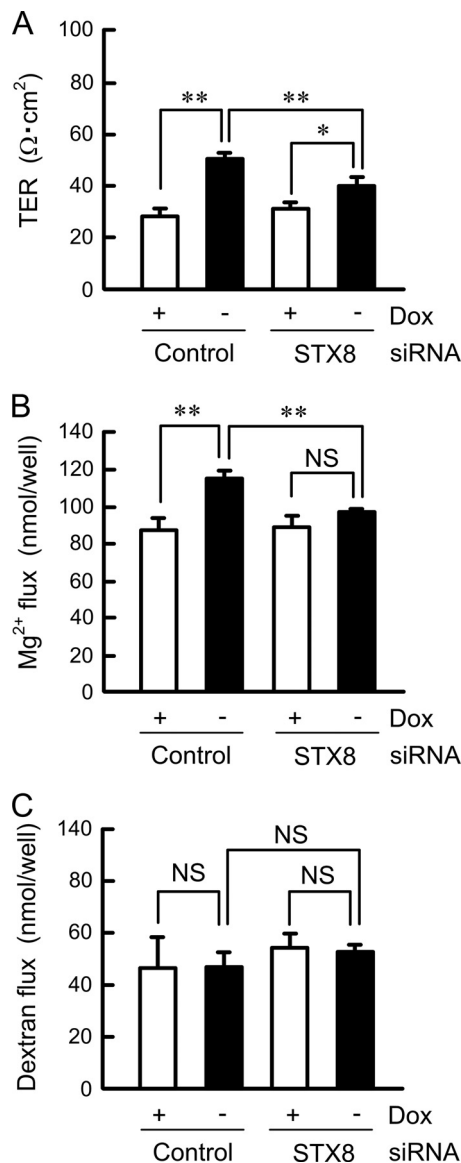 A
TER (Ω·cm²)
100
80
60
40
20
0
** **
*
+ - + - Dox
Control STX8 siRNA
B
Mg²⁺ flux (nmol/well)
140
120
100
80
60
40
20
0
** **
NS
+ - + - Dox
Control STX8 siRNA
C
Dextran flux (nmol/well)
140
80
60
40
20
0
NS
NS NS
+ - + - Dox
Control STX8 siRNA